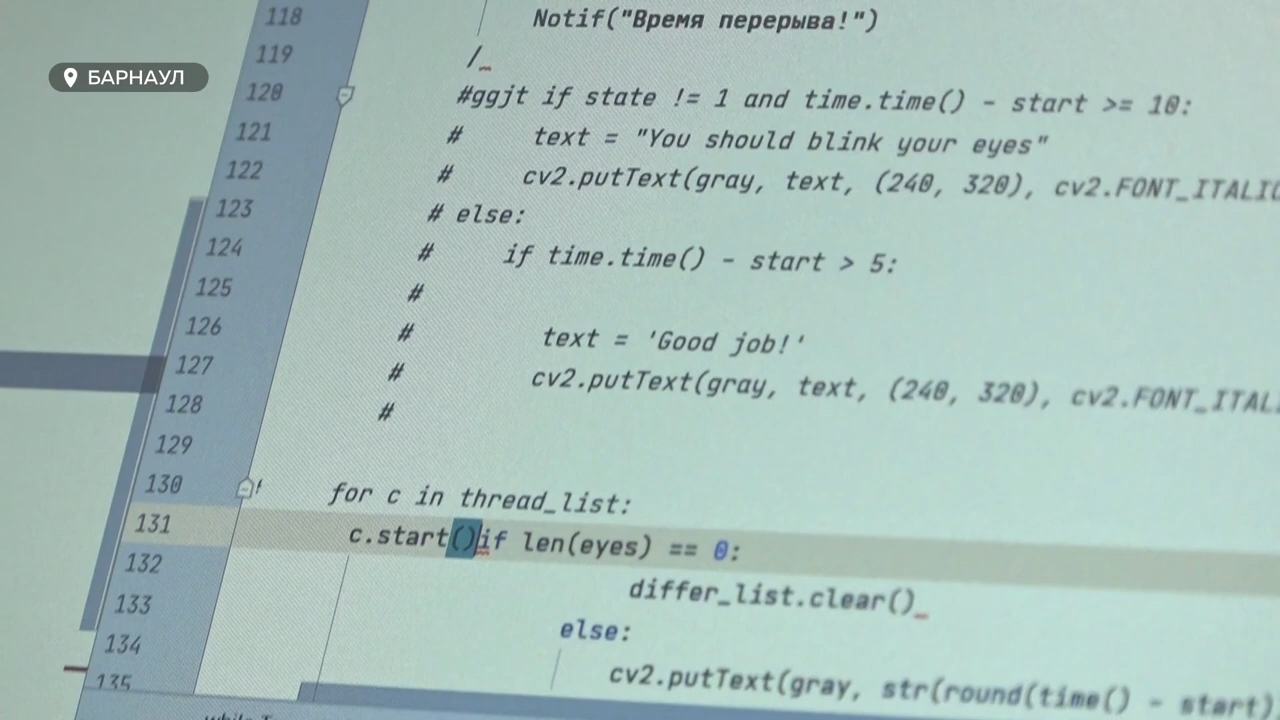 БАРНАУЛ
118 Notif("Время перерыва!")
119 /_
120 #ggjt if state != 1 and time.time() - start >= 10:
121 # text = "You should blink your eyes"
122 # cv2.putText(gray, text, (240, 320), cv2.FONT_ITALIC
123 # else:
124 # if time.time() - start > 5:
125 #
126 # text = 'Good job!'
127 # cv2.putText(gray, text, (240, 320), cv2.FONT_ITAL
128 #
129
130 for c in thread_list:
131 c.start()if len(eyes) == 0:
132 differ_list.clear()
133 else:
134 cv2.putText(gray, str(round(time() - start)
135